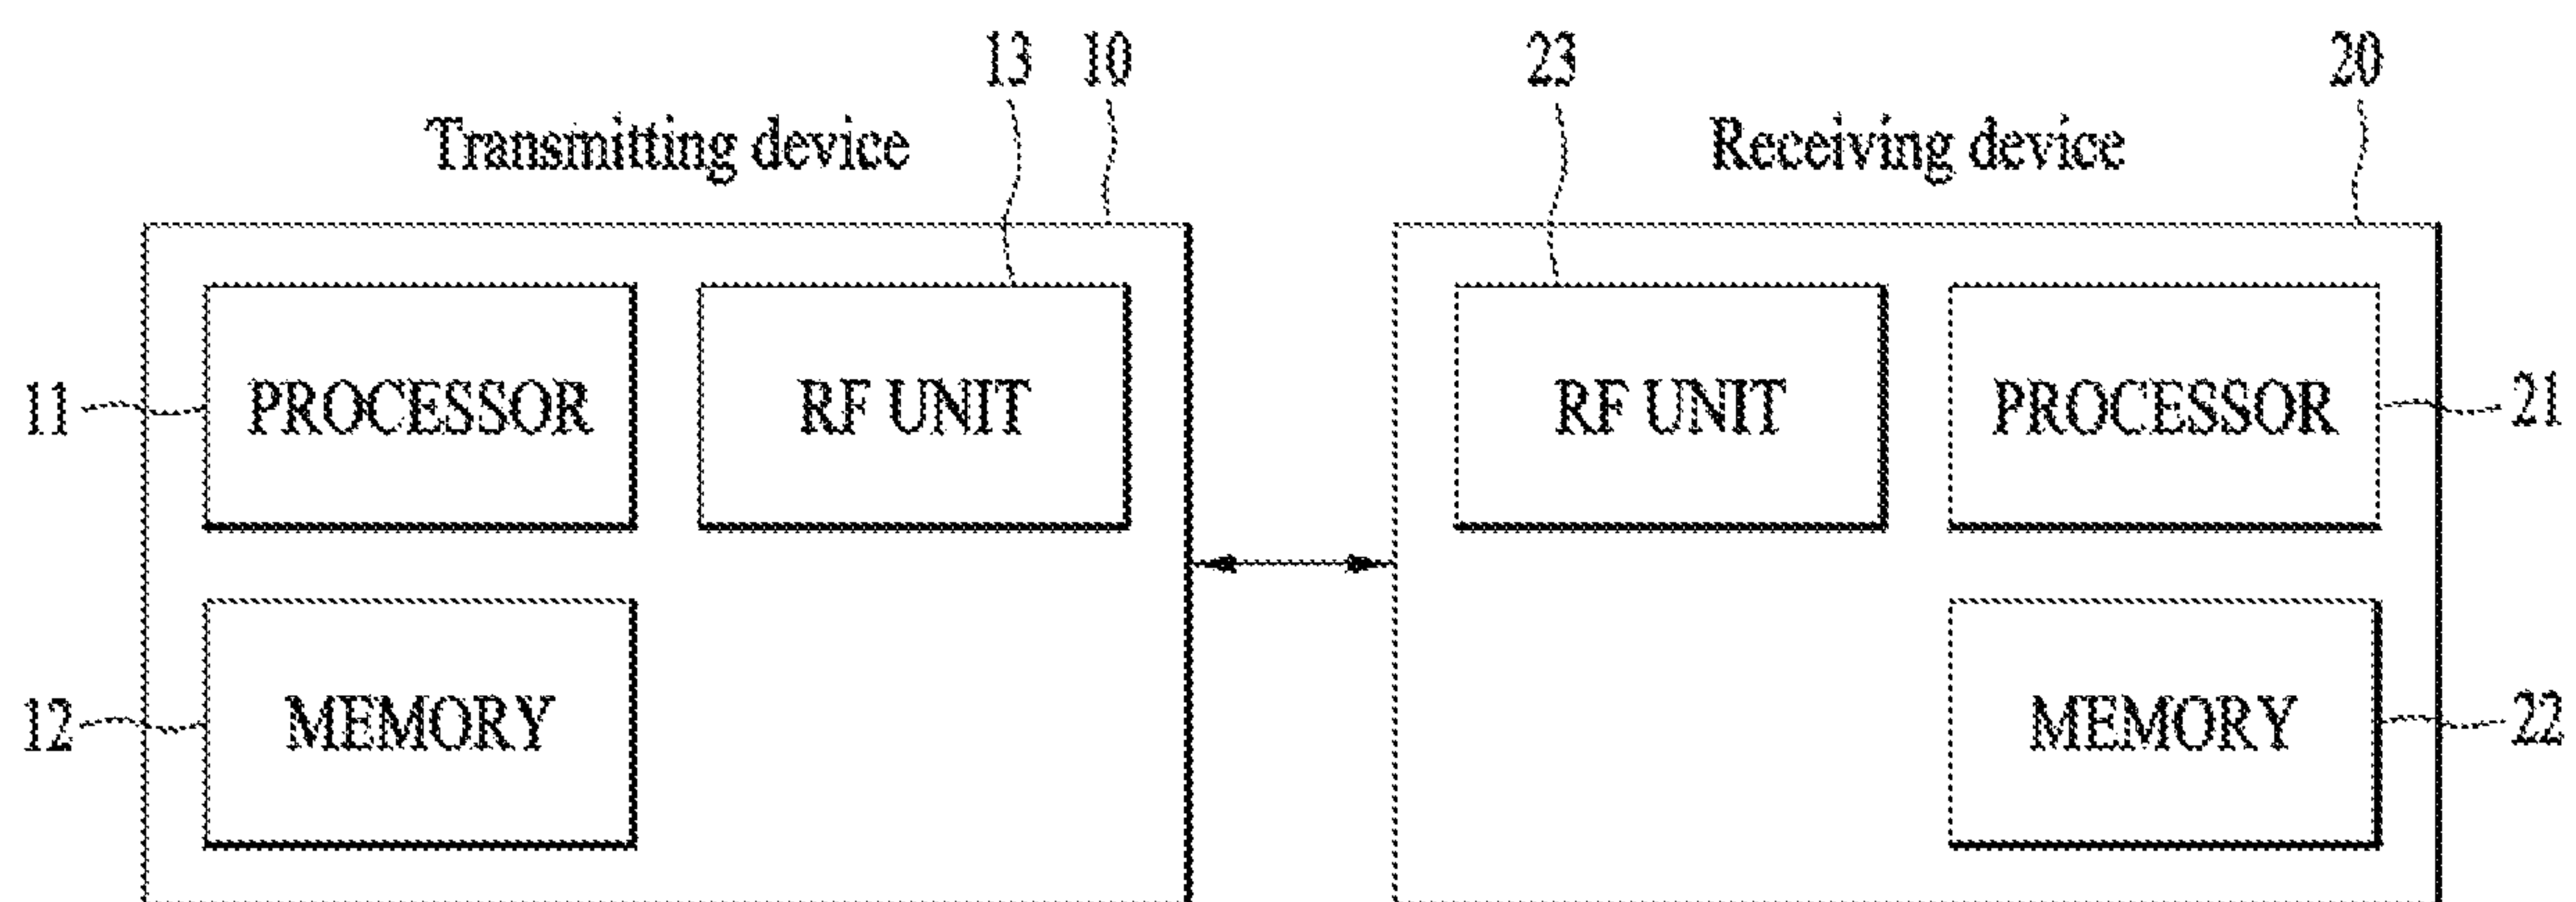 13 10 23 20
Transmitting device Receiving device
11 PROCESSOR RF UNIT RF UNIT PROCESSOR 21
12 MEMORY MEMORY 22